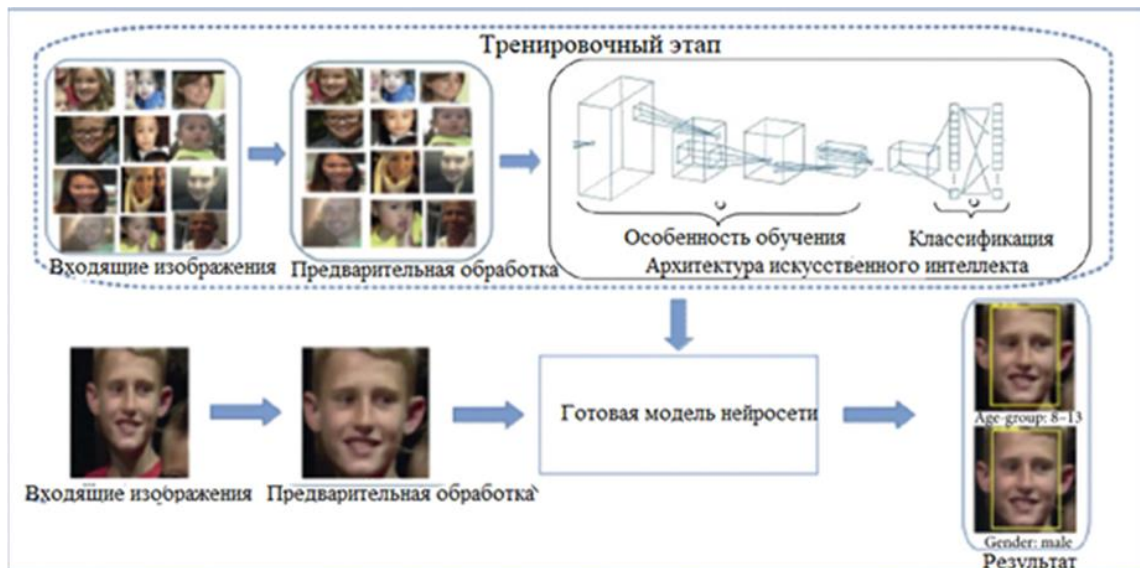 Тренировочный этап
Входящие изображения
Предварительная обработка
Особенность обучения
Классификация
Архитектура искусственного интеллекта
Готовая модель нейросети
Входящие изображения
Предварительная обработка
Age-group: 8–13
Gender: male
Результат